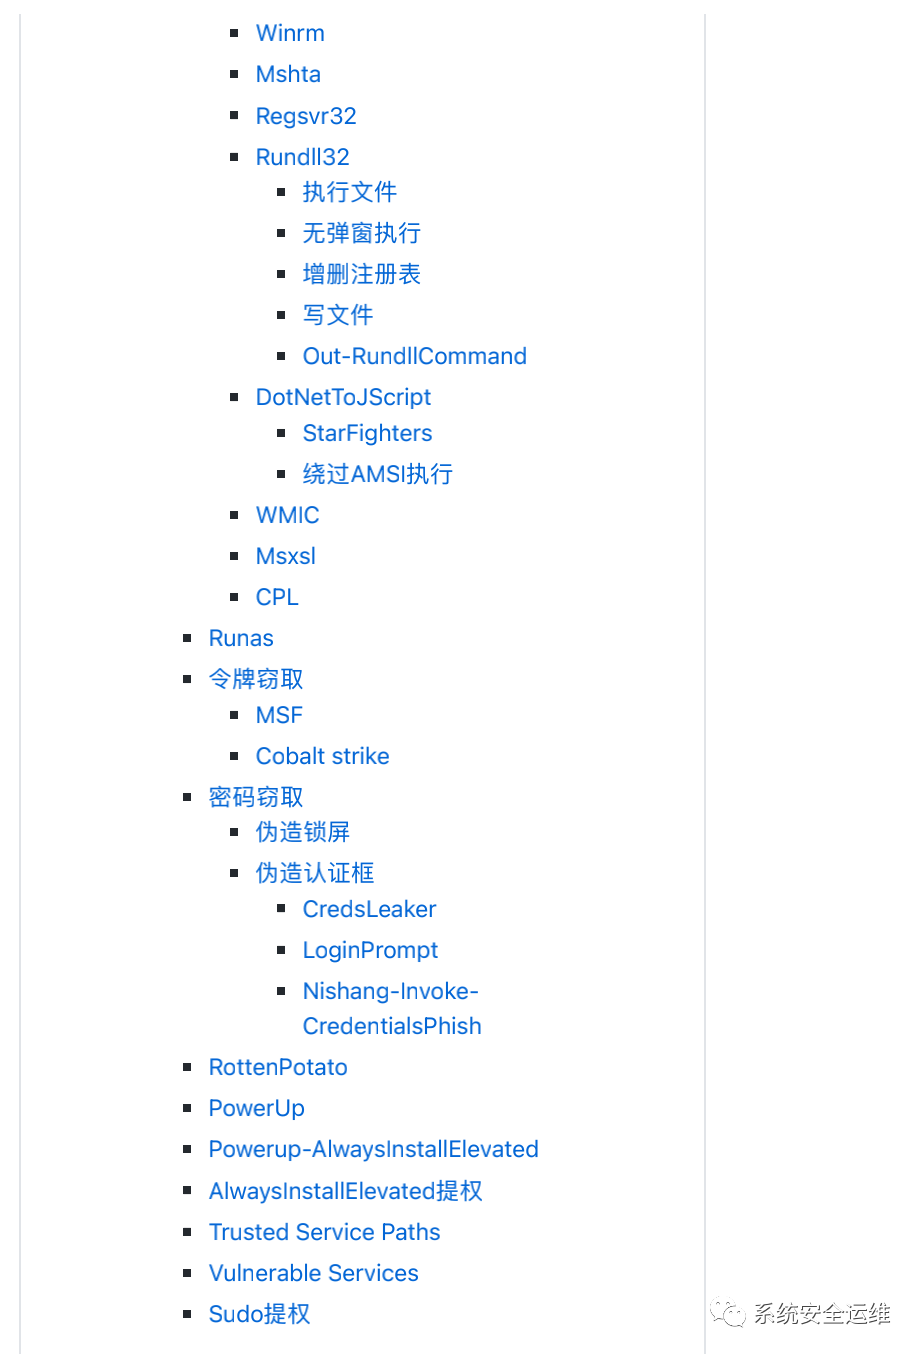 Winrm
Mshta
Regsvr32
Rundll32
执行文件
无弹窗执行
增删注册表
写文件
Out-RundllCommand
DotNetToJScript
StarFighters
绕过AMSI执行
WMIC
Msxsl
CPL
Runas
令牌窃取
MSF
Cobalt strike
密码窃取
伪造锁屏
伪造认证框
CredsLeaker
LoginPrompt
Nishang-Invoke-
CredentialsPhish
RottenPotato
PowerUp
Powerup-AlwaysInstallElevated
AlwaysInstallElevated提权
Trusted Service Paths
Vulnerable Services
Sudo提权
系统安全运维